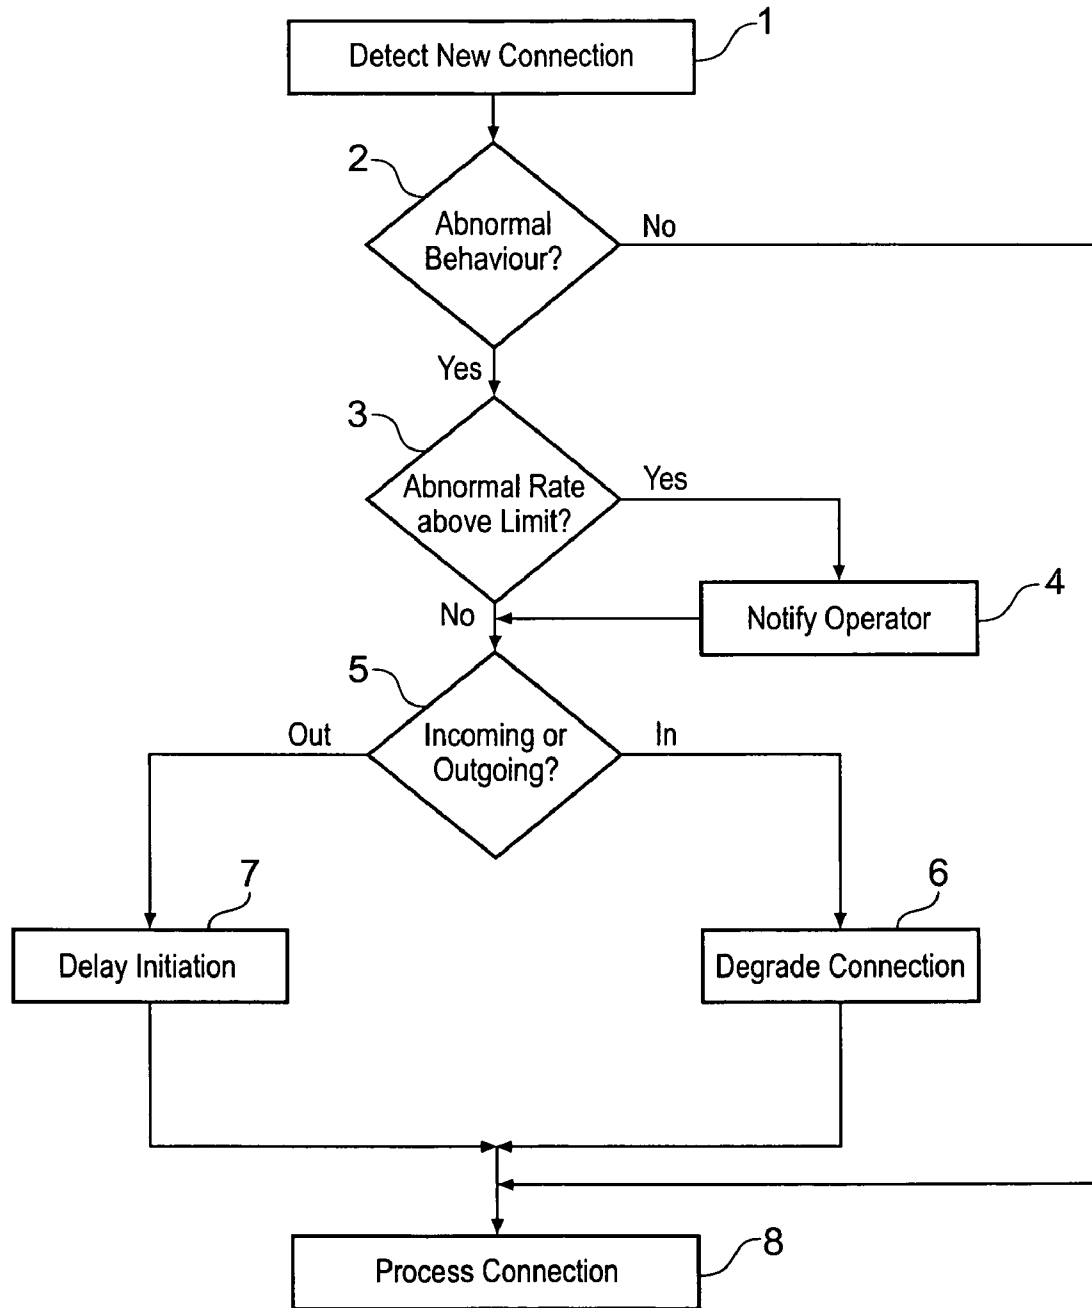 Detect New Connection
1
2
Abnormal
Behaviour?
No
Yes
3
Abnormal Rate
above Limit?
Yes
4
Notify Operator
No
5
Incoming or
Outgoing?
Out
In
7
6
Delay Initiation
Degrade Connection
8
Process Connection